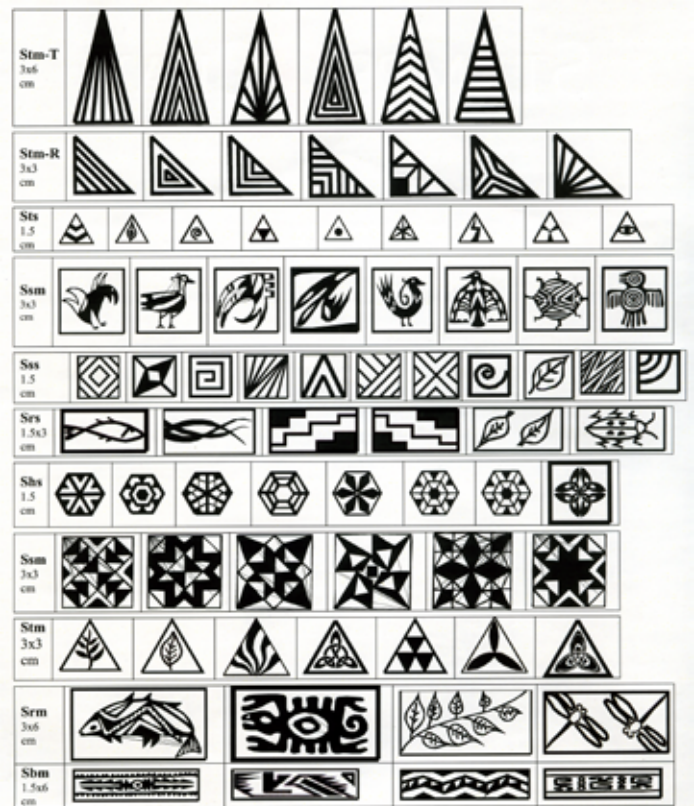 Stm-T
3x6
cm
Stm-R
3x3
cm
Sts
1.5
cm
Ssm
3x3
cm
Sss
1.5
cm
Srs
1.5x3
cm
Shs
1.5
cm
Ssm
3x3
cm
Stm
3x3
cm
Srm
3x6
cm
Sbm
1.5x6
cm